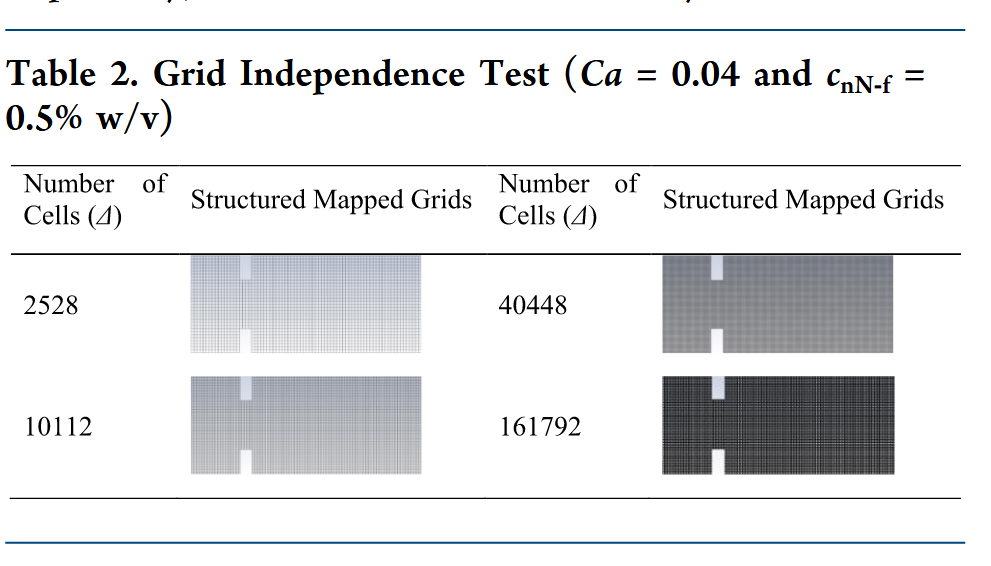 Table 2. Grid Independence Test (Ca = 0.04 and cnN-f =
0.5% w/v)
Number of
Cells (Δ)
Structured Mapped Grids
Number of
Cells (Δ)
Structured Mapped Grids
2528
40448
10112
161792